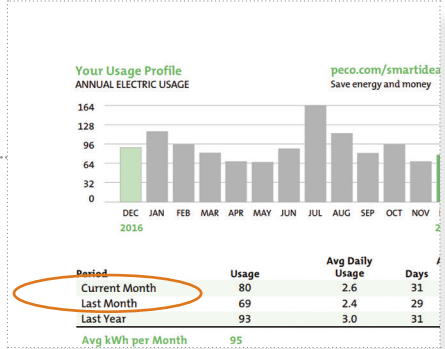 Your Usage Profile
ANNUAL ELECTRIC USAGE
peco.com/smartidea
Save energy and money
164
128
96
64
32
0
DEC JAN FEB MAR APR MAY JUN JUL AUG SEP OCT NOV
2016
2
Avg Daily
Period Usage Usage Days
Current Month 80 2.6 31
Last Month 69 2.4 29
Last Year 93 3.0 31
Avg kWh per Month 95